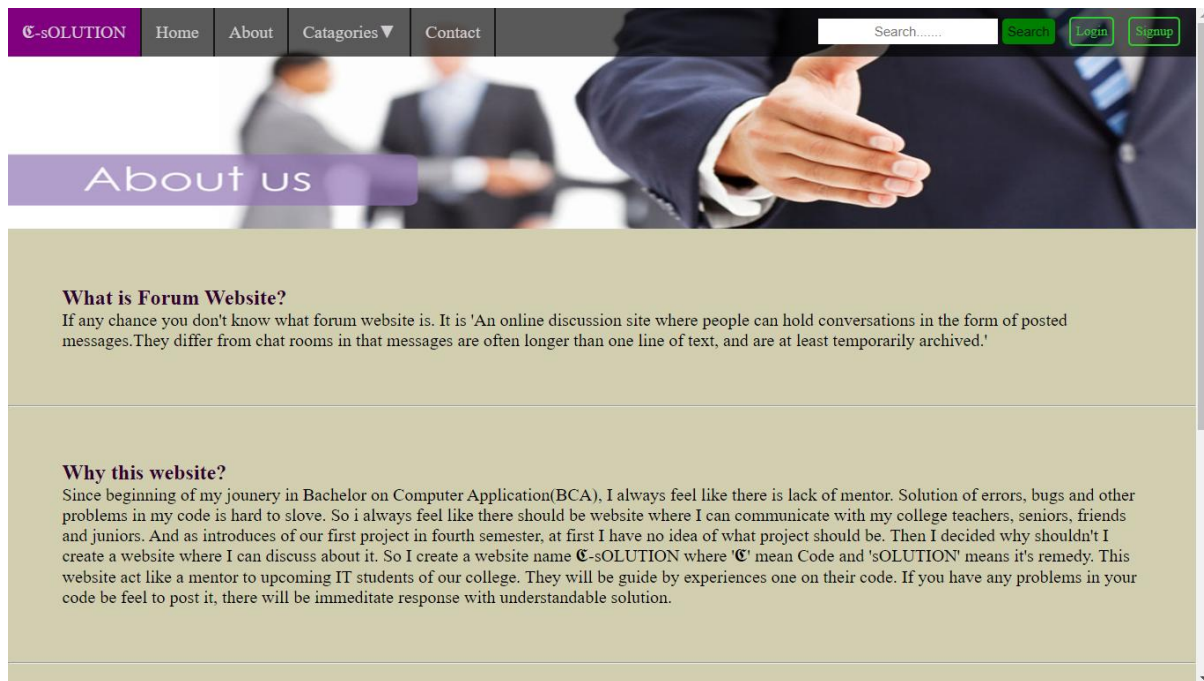 ℭ-sOLUTION Home About Catagories▼ Contact Search....... Search Login Signup
About us
What is Forum Website?
If any chance you don't know what forum website is. It is 'An online discussion site where people can hold conversations in the form of posted
messages.They differ from chat rooms in that messages are often longer than one line of text, and are at least temporarily archived.'
Why this website?
Since beginning of my jounery in Bachelor on Computer Application(BCA), I always feel like there is lack of mentor. Solution of errors, bugs and other
problems in my code is hard to slove. So i always feel like there should be website where I can communicate with my college teachers, seniors, friends
and juniors. And as introduces of our first project in fourth semester, at first I have no idea of what project should be. Then I decided why shouldn't I
create a website where I can discuss about it. So I create a website name ℭ-sOLUTION where 'ℭ' mean Code and 'sOLUTION' means it's remedy. This
website act like a mentor to upcoming IT students of our college. They will be guide by experiences one on their code. If you have any problems in your
code be feel to post it, there will be immeditate response with understandable solution.